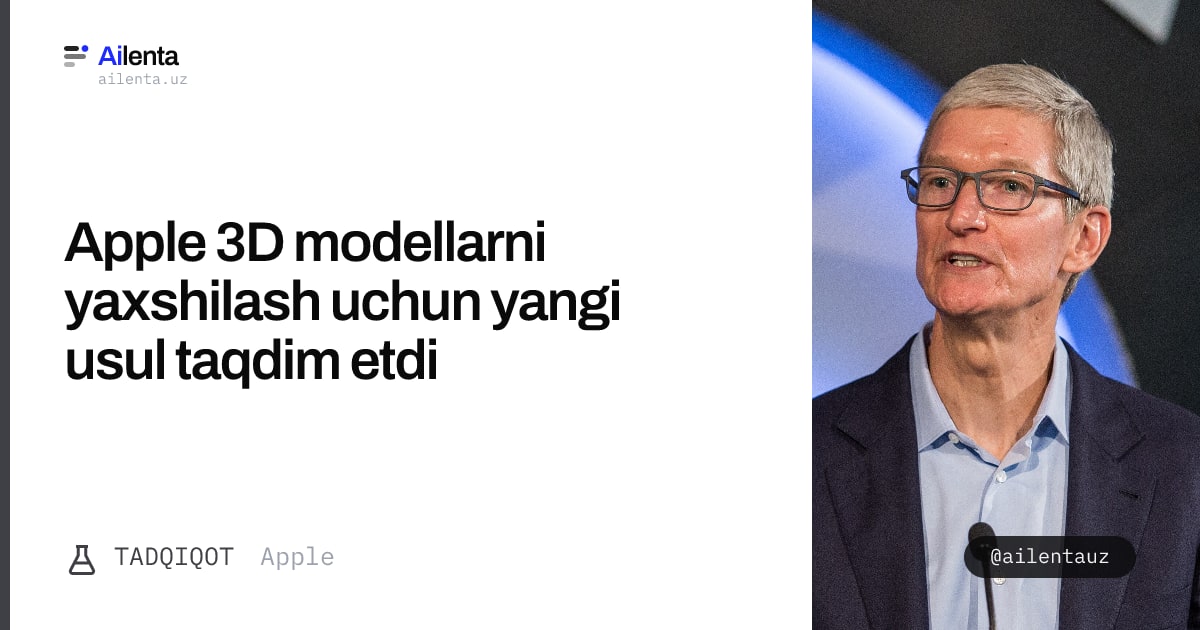 Ailenta
ailenta.uz
Apple 3D modellarni
yaxshilash uchun yangi
usul taqdim etdi
TADQIQOT Apple
@ailentauz